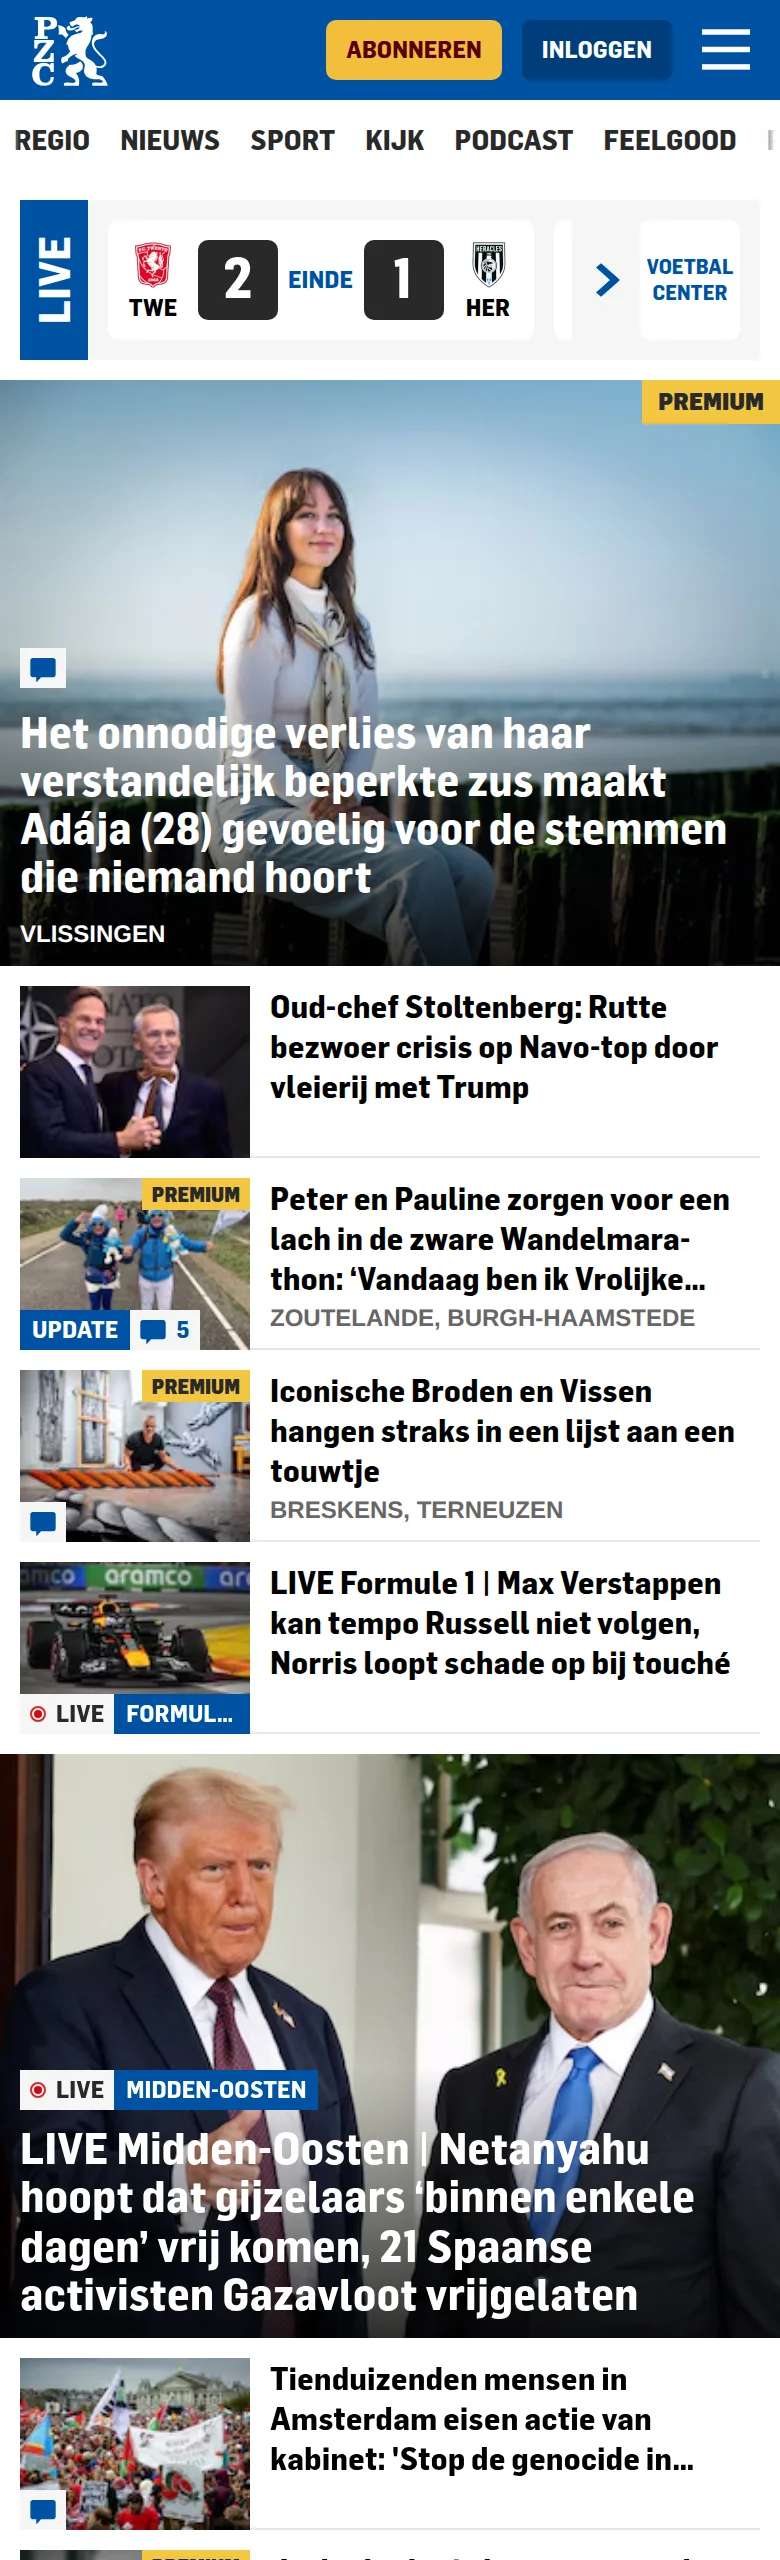 PZC
ABONNEREN
INLOGGEN
REGIO NIEUWS SPORT KIJK PODCAST FEELGOOD
LIVE
TWE
2
EINDE
1
HERACLES
HER
VOETBAL
CENTER
PREMIUM
Het onnodige verlies van haar
verstandelijk beperkte zus maakt
Adája (28) gevoelig voor de stemmen
die niemand hoort
VLISSINGEN
Oud-chef Stoltenberg: Rutte
bezwoer crisis op Navo-top door
vleierij met Trump
PREMIUM
UPDATE
5
Peter en Pauline zorgen voor een
lach in de zware Wandelmara-
thon: ‘Vandaag ben ik Vrolijke...
ZOUTELANDE, BURGH-HAAMSTEDE
PREMIUM
Iconische Broden en Vissen
hangen straks in een lijst aan een
touwtje
BRESKENS, TERNEUZEN
aramco
LIVE
FORMUL...
LIVE Formule 1 | Max Verstappen
kan tempo Russell niet volgen,
Norris loopt schade op bij touché
LIVE
MIDDEN-OOSTEN
LIVE Midden-Oosten | Netanyahu
hoopt dat gijzelaars ‘binnen enkele
dagen’ vrij komen, 21 Spaanse
activisten Gazavloot vrijgelaten
Tienduizenden mensen in
Amsterdam eisen actie van
kabinet: 'Stop de genocide in...